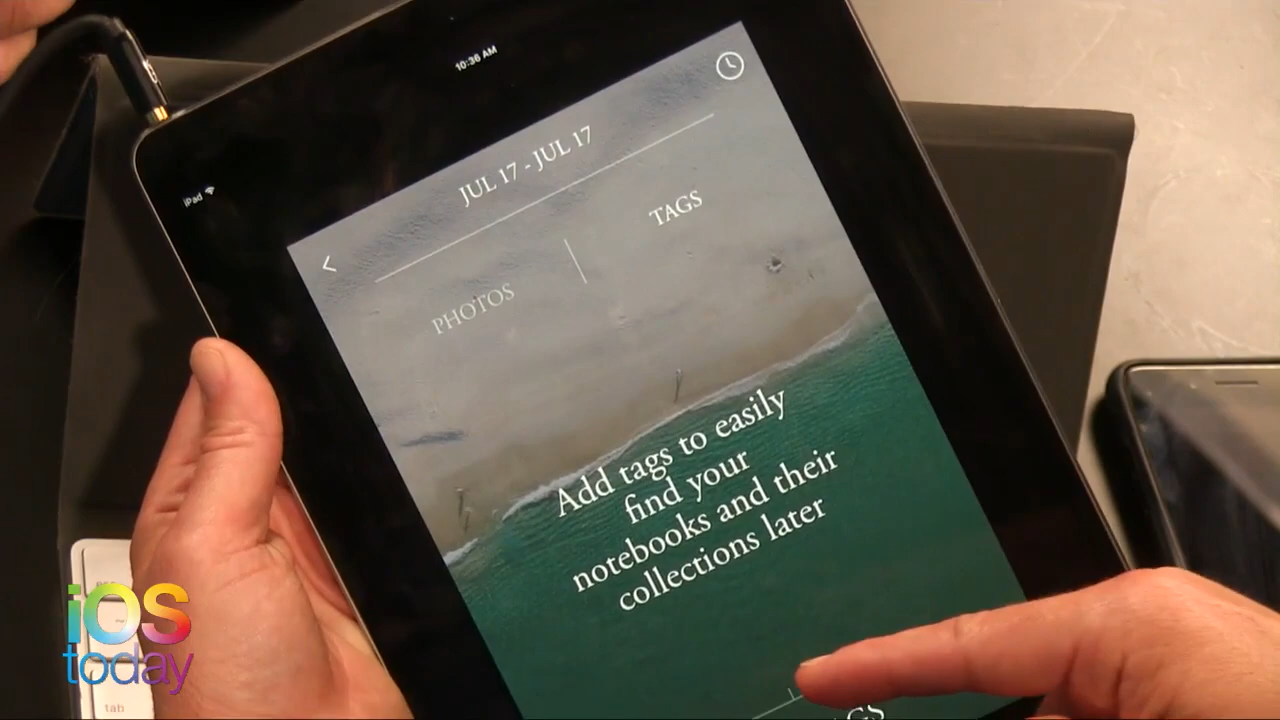 10:36 AM
iPad
JUL 17 - JUL 17
PHOTOS
TAGS
Add tags to easily
find your
notebooks and their
collections later
iOS
today
tab